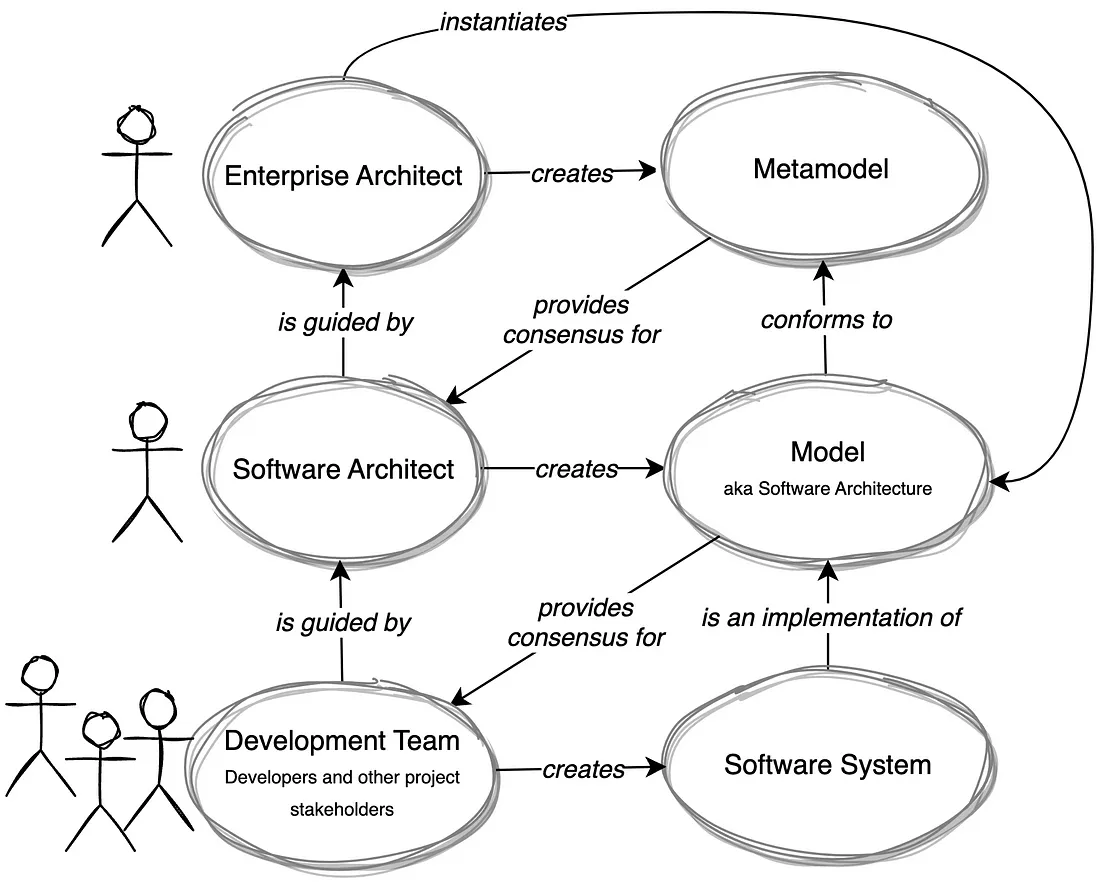 instantiates
Enterprise Architect
creates
Metamodel
is guided by
provides
consensus for
conforms to
Software Architect
creates
Model
aka Software Architecture
is guided by
provides
consensus for
is an implementation of
Development Team
Developers and other project
stakeholders
creates
Software System